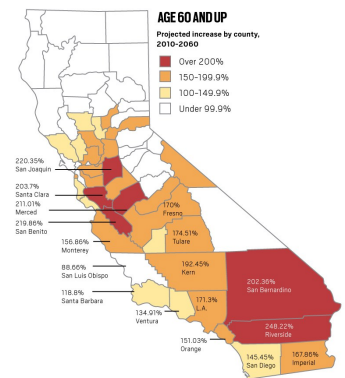 AGE 60 AND UP
Projected increase by county,
2010-2060
Over 200%
150-199.9%
100-149.9%
Under 99.9%
220.35%
San Joaquin
203.7%
Santa Clara
211.01%
Merced
219.86%
San Benito
156.86%
Monterey
88.66%
San Luis Obispo
118.8%
Santa Barbara
134.91%
Ventura
151.03%
Orange
170%
Fresno
174.51%
Tulare
192.45%
Kern
171.3%
L.A.
202.36%
San Bernardino
248.22%
Riverside
145.45%
San Diego
167.86%
Imperial